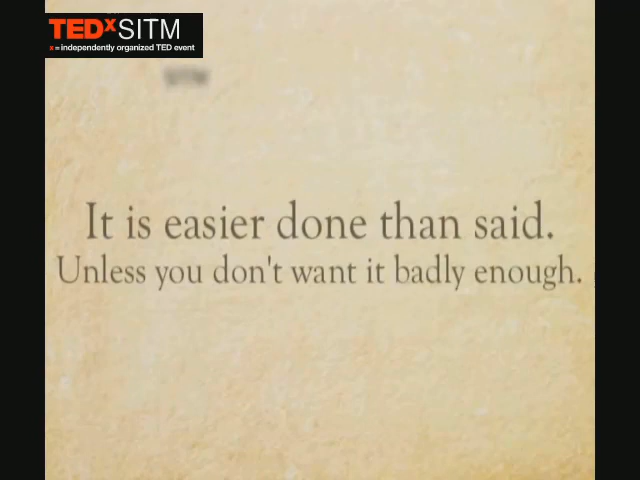 TEDxSITM
x = independently organized TED event
It is easier done than said.
Unless you don't want it badly enough.